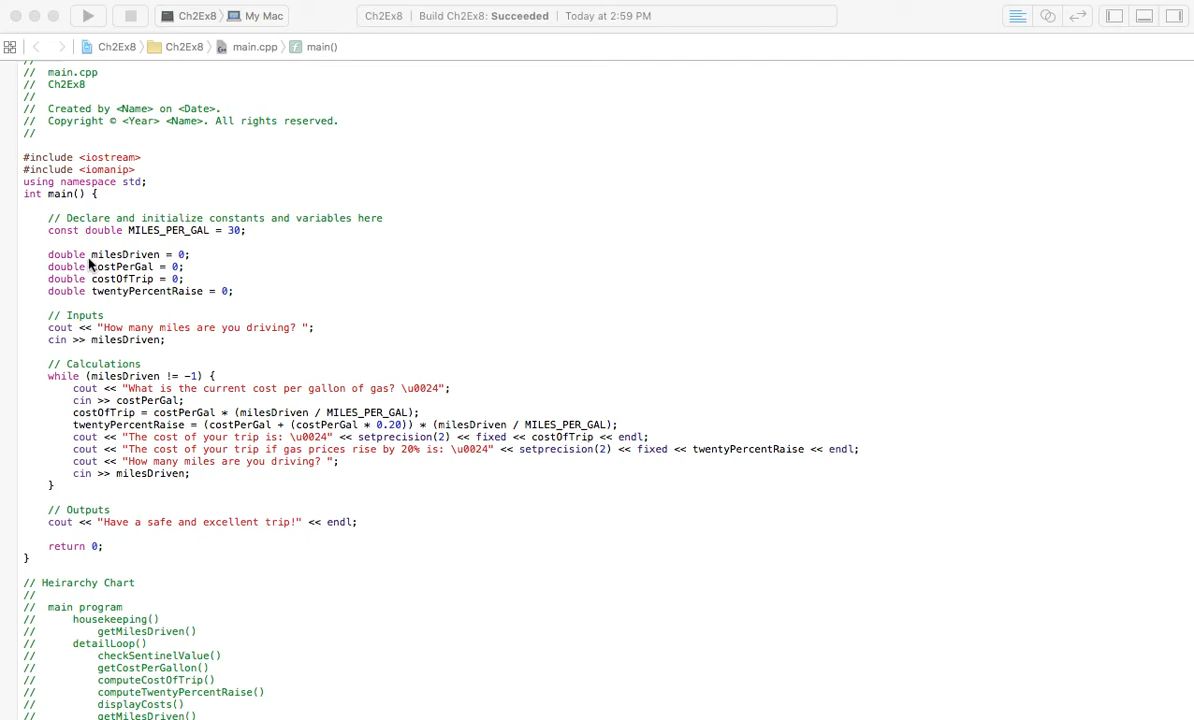 Ch2Ex8 My Mac Ch2Ex8 | Build Ch2Ex8: Succeeded | Today at 2:59 PM
Ch2Ex8 Ch2Ex8 main.cpp main()
//
// main.cpp
// Ch2Ex8
//
// Created by <Name> on <Date>.
// Copyright © <Year> <Name>. All rights reserved.
//
#include <iostream>
#include <iomanip>
using namespace std;
int main() {
// Declare and initialize constants and variables here
const double MILES_PER_GAL = 30;
double milesDriven = 0;
double costPerGal = 0;
double costOfTrip = 0;
double twentyPercentRaise = 0;
// Inputs
cout << "How many miles are you driving? ";
cin >> milesDriven;
// Calculations
while (milesDriven != -1) {
cout << "What is the current cost per gallon of gas? \u0024";
cin >> costPerGal;
costOfTrip = costPerGal * (milesDriven / MILES_PER_GAL);
twentyPercentRaise = (costPerGal + (costPerGal * 0.20)) * (milesDriven / MILES_PER_GAL);
cout << "The cost of your trip is: \u0024" << setprecision(2) << fixed << costOfTrip << endl;
cout << "The cost of your trip if gas prices rise by 20% is: \u0024" << setprecision(2) << fixed << twentyPercentRaise << endl;
cout << "How many miles are you driving? ";
cin >> milesDriven;
}
// Outputs
cout << "Have a safe and excellent trip!" << endl;
return 0;
}
// Heirarchy Chart
//
// main program
// housekeeping()
// getMilesDriven()
// detailLoop()
// checkSentinelValue()
// getCostPerGallon()
// computeCostOfTrip()
// computeTwentyPercentRaise()
// displayCosts()
// getMilesDriven()